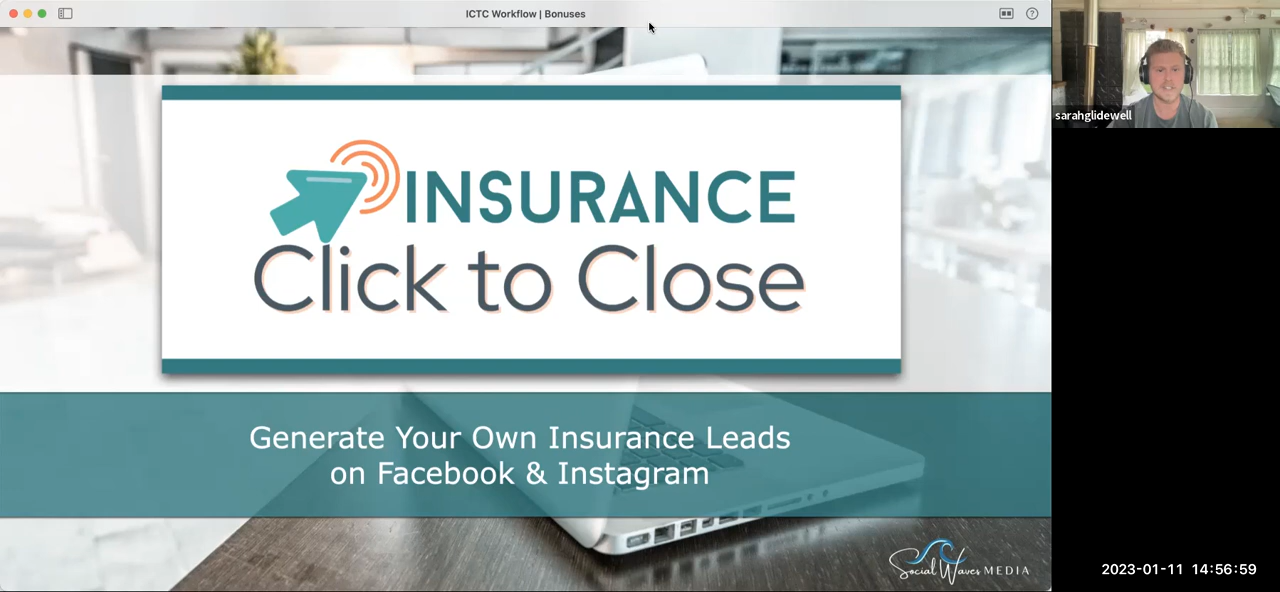 ICTC Workflow | Bonuses
sarahglidewell
INSURANCE
Click to Close
Generate Your Own Insurance Leads
on Facebook & Instagram
Social Waves MEDIA
2023-01-11 14:56:59